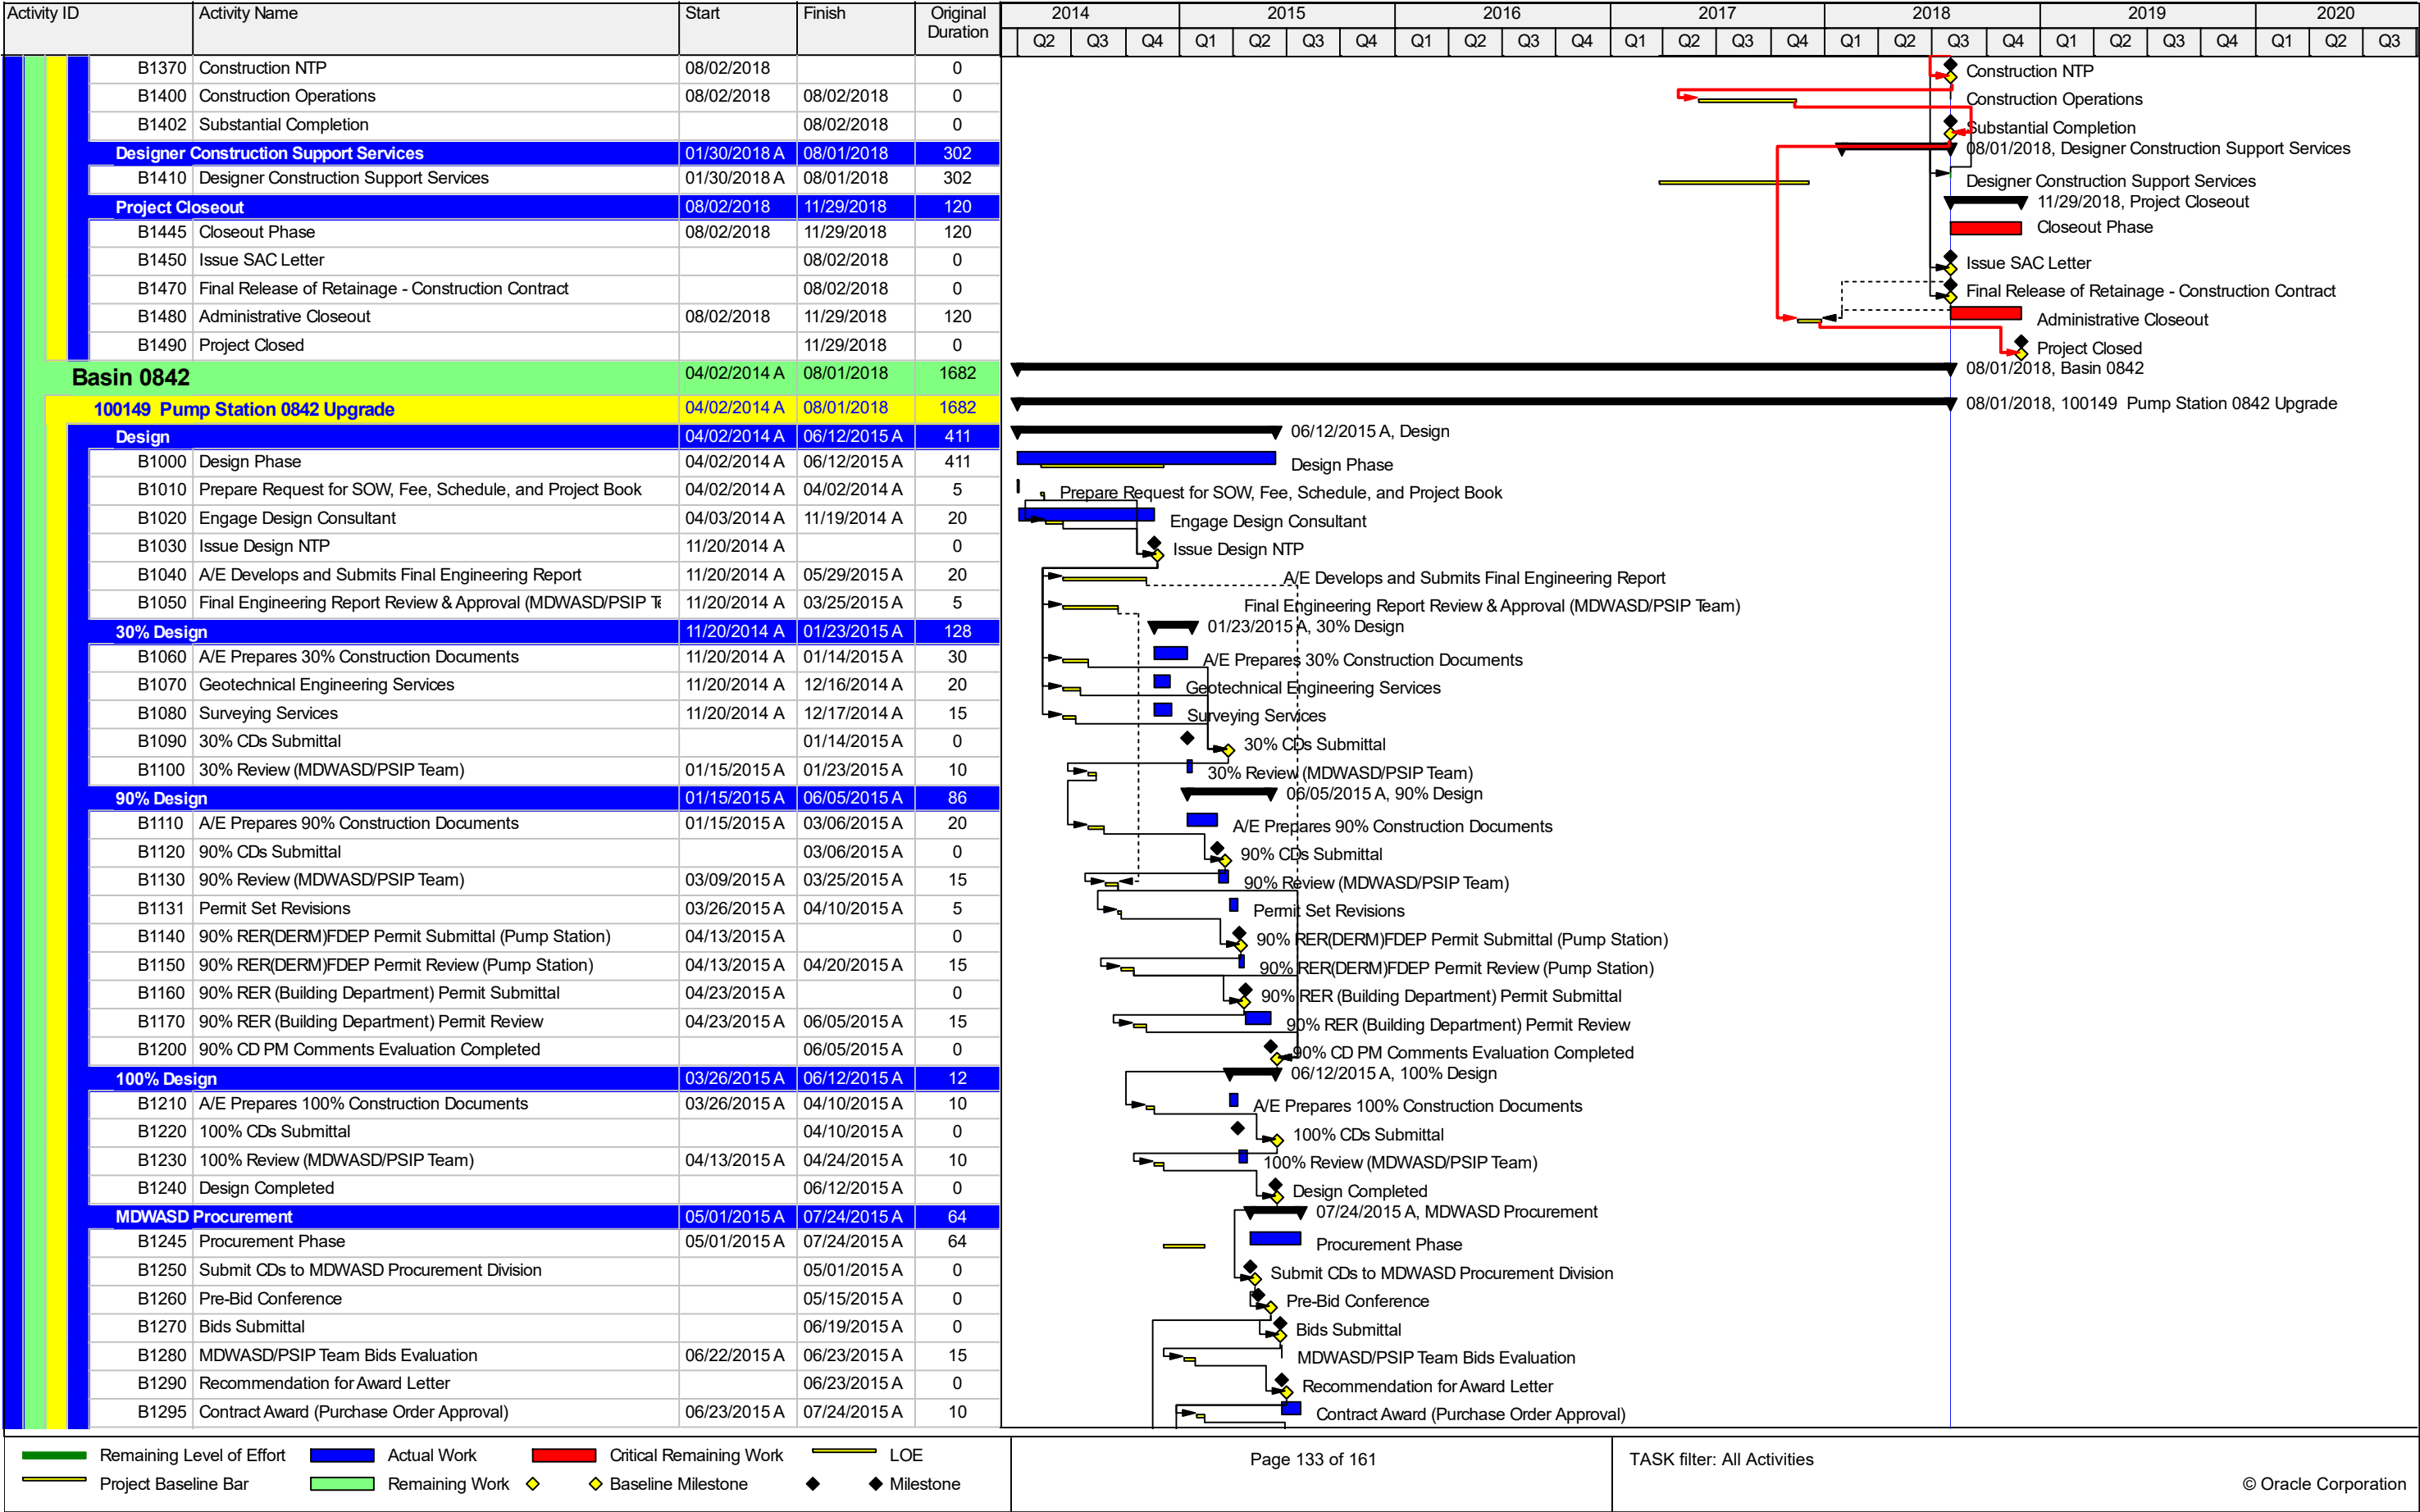 Activity ID Activity Name Start Finish Original Duration 2014 2015 2016 2017 2018 2019 2020
Q2 Q3 Q4 Q1 Q2 Q3 Q4 Q1 Q2 Q3 Q4 Q1 Q2 Q3 Q4 Q1 Q2 Q3 Q4 Q1 Q2 Q3 Q4 Q1 Q2 Q3
B1370 Construction NTP 08/02/2018 0 Construction NTP
B1400 Construction Operations 08/02/2018 08/02/2018 0 Construction Operations
B1402 Substantial Completion 08/02/2018 0 Substantial Completion
Designer Construction Support Services 01/30/2018 A 08/01/2018 302 08/01/2018, Designer Construction Support Services
B1410 Designer Construction Support Services 01/30/2018 A 08/01/2018 302 Designer Construction Support Services
Project Closeout 08/02/2018 11/29/2018 120 11/29/2018, Project Closeout
B1445 Closeout Phase 08/02/2018 11/29/2018 120 Closeout Phase
B1450 Issue SAC Letter 08/02/2018 0 Issue SAC Letter
B1470 Final Release of Retainage - Construction Contract 08/02/2018 0 Final Release of Retainage - Construction Contract
B1480 Administrative Closeout 08/02/2018 11/29/2018 120 Administrative Closeout
B1490 Project Closed 11/29/2018 0 Project Closed
Basin 0842 04/02/2014 A 08/01/2018 1682 08/01/2018, Basin 0842
100149 Pump Station 0842 Upgrade 04/02/2014 A 08/01/2018 1682 08/01/2018, 100149 Pump Station 0842 Upgrade
Design 04/02/2014 A 06/12/2015 A 411 06/12/2015 A, Design
B1000 Design Phase 04/02/2014 A 06/12/2015 A 411 Design Phase
B1010 Prepare Request for SOW, Fee, Schedule, and Project Book 04/02/2014 A 04/02/2014 A 5 Prepare Request for SOW, Fee, Schedule, and Project Book
B1020 Engage Design Consultant 04/03/2014 A 11/19/2014 A 20 Engage Design Consultant
B1030 Issue Design NTP 11/20/2014 A 0 Issue Design NTP
B1040 A/E Develops and Submits Final Engineering Report 11/20/2014 A 05/29/2015 A 20 A/E Develops and Submits Final Engineering Report
B1050 Final Engineering Report Review & Approval (MDWASD/PSIP Te 11/20/2014 A 03/25/2015 A 5 Final Engineering Report Review & Approval (MDWASD/PSIP Team)
30% Design 11/20/2014 A 01/23/2015 A 128 01/23/2015 A, 30% Design
B1060 A/E Prepares 30% Construction Documents 11/20/2014 A 01/14/2015 A 30 A/E Prepares 30% Construction Documents
B1070 Geotechnical Engineering Services 11/20/2014 A 12/16/2014 A 20 Geotechnical Engineering Services
B1080 Surveying Services 11/20/2014 A 12/17/2014 A 15 Surveying Services
B1090 30% CDs Submittal 01/14/2015 A 0 30% CDs Submittal
B1100 30% Review (MDWASD/PSIP Team) 01/15/2015 A 01/23/2015 A 10 30% Review (MDWASD/PSIP Team)
90% Design 01/15/2015 A 06/05/2015 A 86 06/05/2015 A, 90% Design
B1110 A/E Prepares 90% Construction Documents 01/15/2015 A 03/06/2015 A 20 A/E Prepares 90% Construction Documents
B1120 90% CDs Submittal 03/06/2015 A 0 90% CDs Submittal
B1130 90% Review (MDWASD/PSIP Team) 03/09/2015 A 03/25/2015 A 15 90% Review (MDWASD/PSIP Team)
B1131 Permit Set Revisions 03/26/2015 A 04/10/2015 A 5 Permit Set Revisions
B1140 90% RER(DERM)FDEP Permit Submittal (Pump Station) 04/13/2015 A 0 90% RER(DERM)FDEP Permit Submittal (Pump Station)
B1150 90% RER(DERM)FDEP Permit Review (Pump Station) 04/13/2015 A 04/20/2015 A 15 90% RER(DERM)FDEP Permit Review (Pump Station)
B1160 90% RER (Building Department) Permit Submittal 04/23/2015 A 0 90% RER (Building Department) Permit Submittal
B1170 90% RER (Building Department) Permit Review 04/23/2015 A 06/05/2015 A 15 90% RER (Building Department) Permit Review
B1200 90% CD PM Comments Evaluation Completed 06/05/2015 A 0 90% CD PM Comments Evaluation Completed
100% Design 03/26/2015 A 06/12/2015 A 12 06/12/2015 A, 100% Design
B1210 A/E Prepares 100% Construction Documents 03/26/2015 A 04/10/2015 A 10 A/E Prepares 100% Construction Documents
B1220 100% CDs Submittal 04/10/2015 A 0 100% CDs Submittal
B1230 100% Review (MDWASD/PSIP Team) 04/13/2015 A 04/24/2015 A 10 100% Review (MDWASD/PSIP Team)
B1240 Design Completed 06/12/2015 A 0 Design Completed
MDWASD Procurement 05/01/2015 A 07/24/2015 A 64 07/24/2015 A, MDWASD Procurement
B1245 Procurement Phase 05/01/2015 A 07/24/2015 A 64 Procurement Phase
B1250 Submit CDs to MDWASD Procurement Division 05/01/2015 A 0 Submit CDs to MDWASD Procurement Division
B1260 Pre-Bid Conference 05/15/2015 A 0 Pre-Bid Conference
B1270 Bids Submittal 06/19/2015 A 0 Bids Submittal
B1280 MDWASD/PSIP Team Bids Evaluation 06/22/2015 A 06/23/2015 A 15 MDWASD/PSIP Team Bids Evaluation
B1290 Recommendation for Award Letter 06/23/2015 A 0 Recommendation for Award Letter
B1295 Contract Award (Purchase Order Approval) 06/23/2015 A 07/24/2015 A 10 Contract Award (Purchase Order Approval)
Remaining Level of Effort Actual Work Critical Remaining Work LOE Page 133 of 161 TASK filter: All Activities
Project Baseline Bar Remaining Work Baseline Milestone Milestone © Oracle Corporation